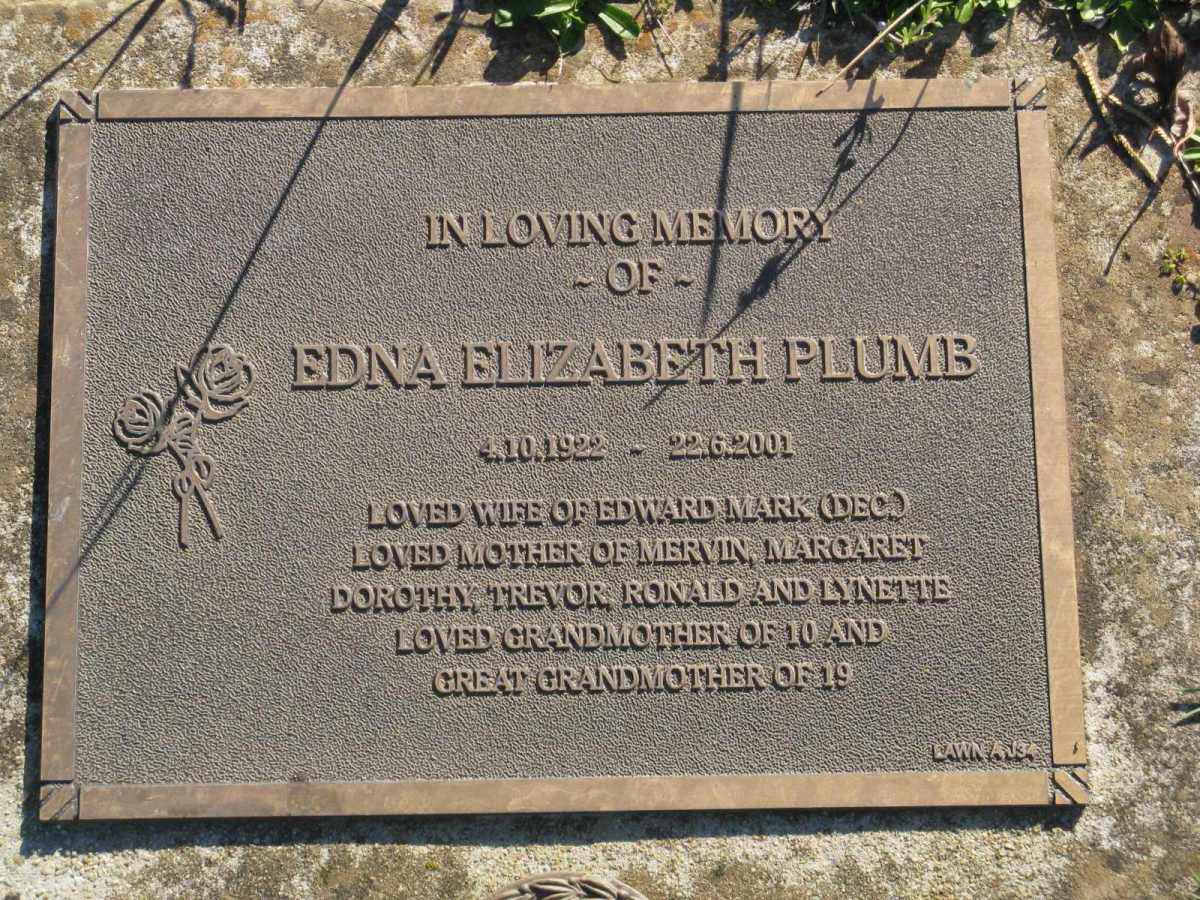 IN LOVING MEMORY
~ OF ~
EDNA ELIZABETH PLUMB
4.10.1922 ~ 22.6.2001
LOVED WIFE OF EDWARD MARK (DEC.)
LOVED MOTHER OF MERVIN, MARGARET
DOROTHY, TREVOR, RONALD AND LYNETTE
LOVED GRANDMOTHER OF 10 AND
GREAT GRANDMOTHER OF 19
LAWN A J34